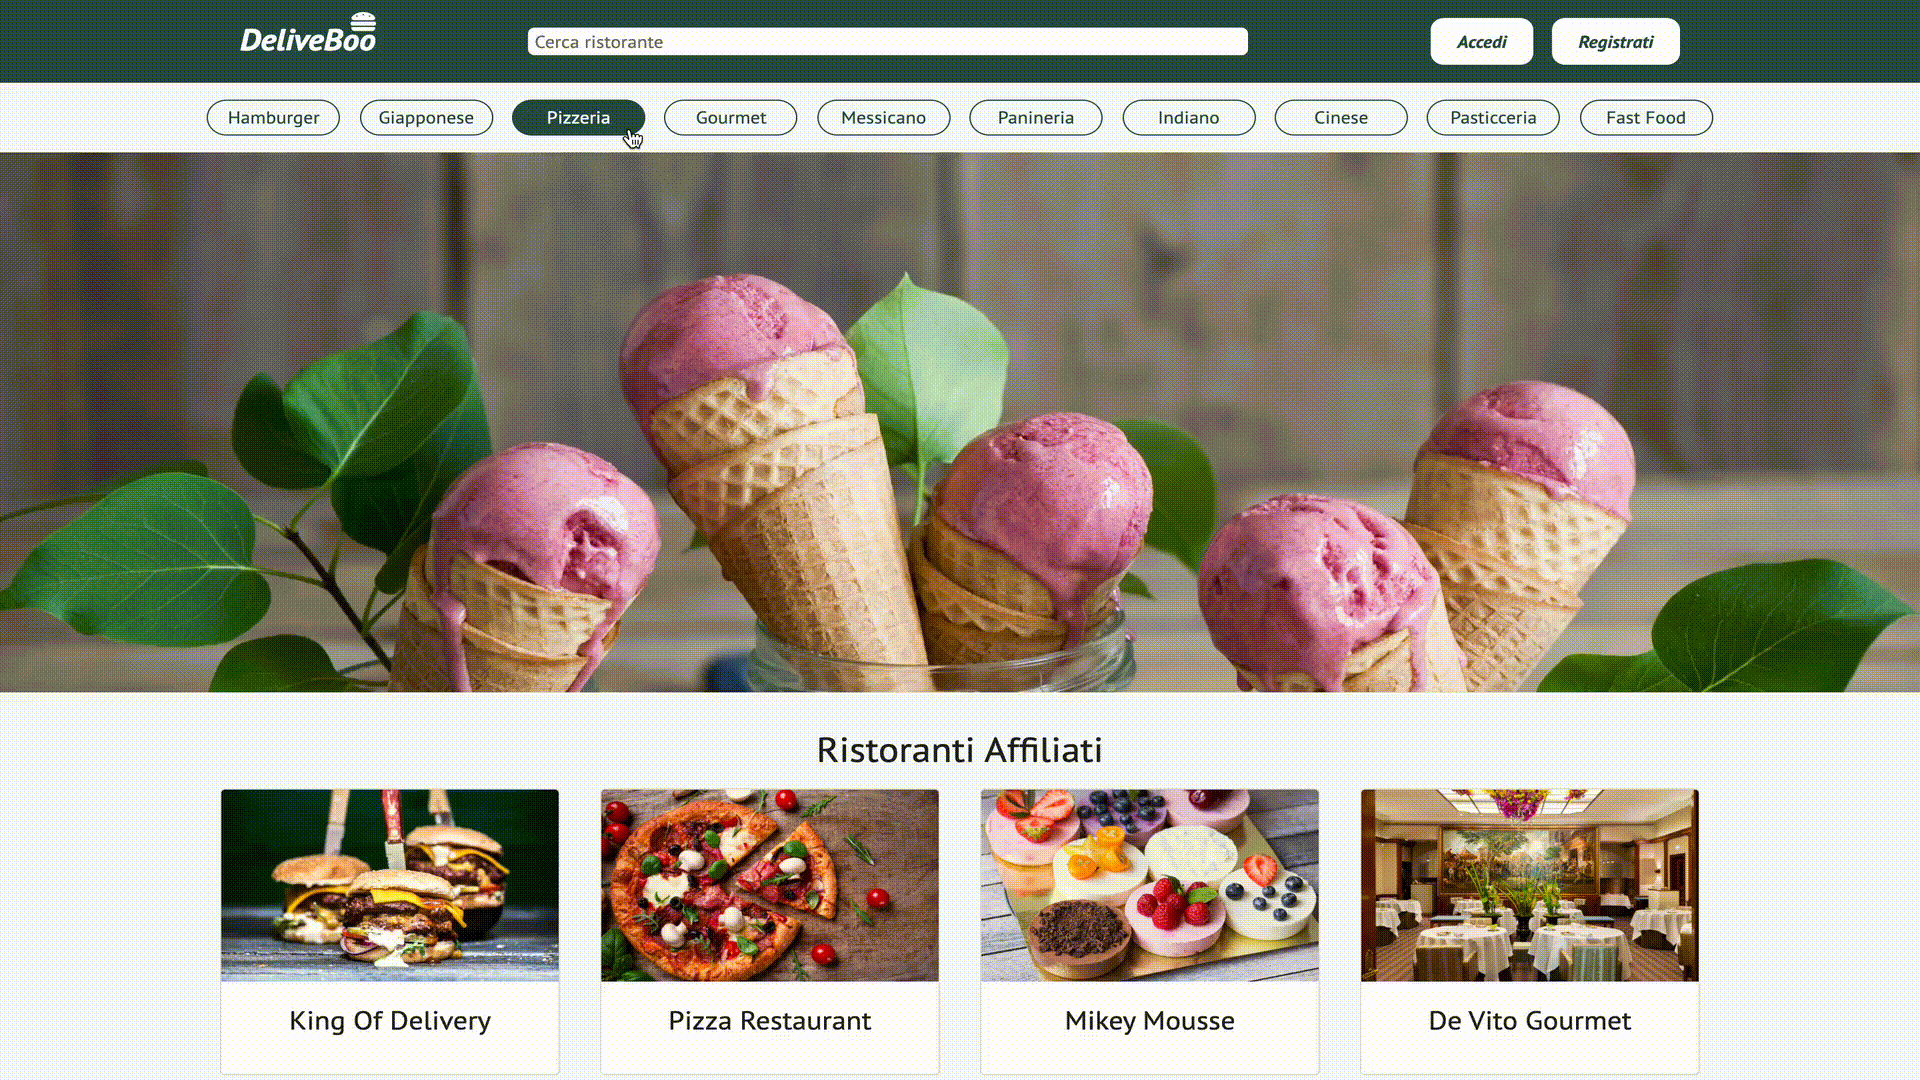 DeliveBoo
Cerca ristorante
Accedi
Registrati
Hamburger
Giapponese
Pizzeria
Gourmet
Messicano
Panineria
Indiano
Cinese
Pasticceria
Fast Food
Ristoranti Affiliati
King Of Delivery
Pizza Restaurant
Mikey Mousse
De Vito Gourmet